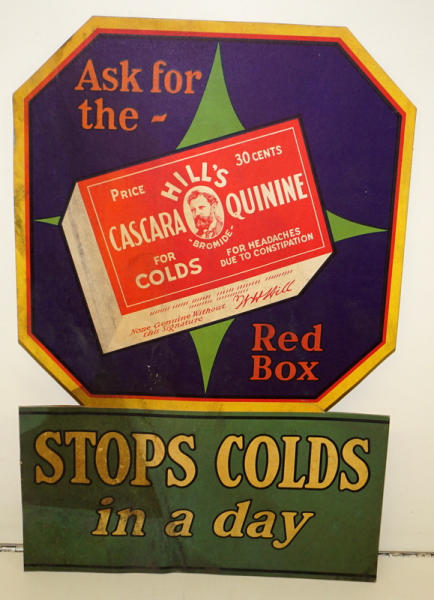 Ask for
the ~
PRICE
30 CENTS
HILL'S
CASCARA QUININE
-BROMIDE-
FOR
COLDS
FOR HEADACHES
DUE TO CONSTIPATION
None Genuine Without
this Signature
W.H. Hill
Red
Box
STOPS COLDS
in a day